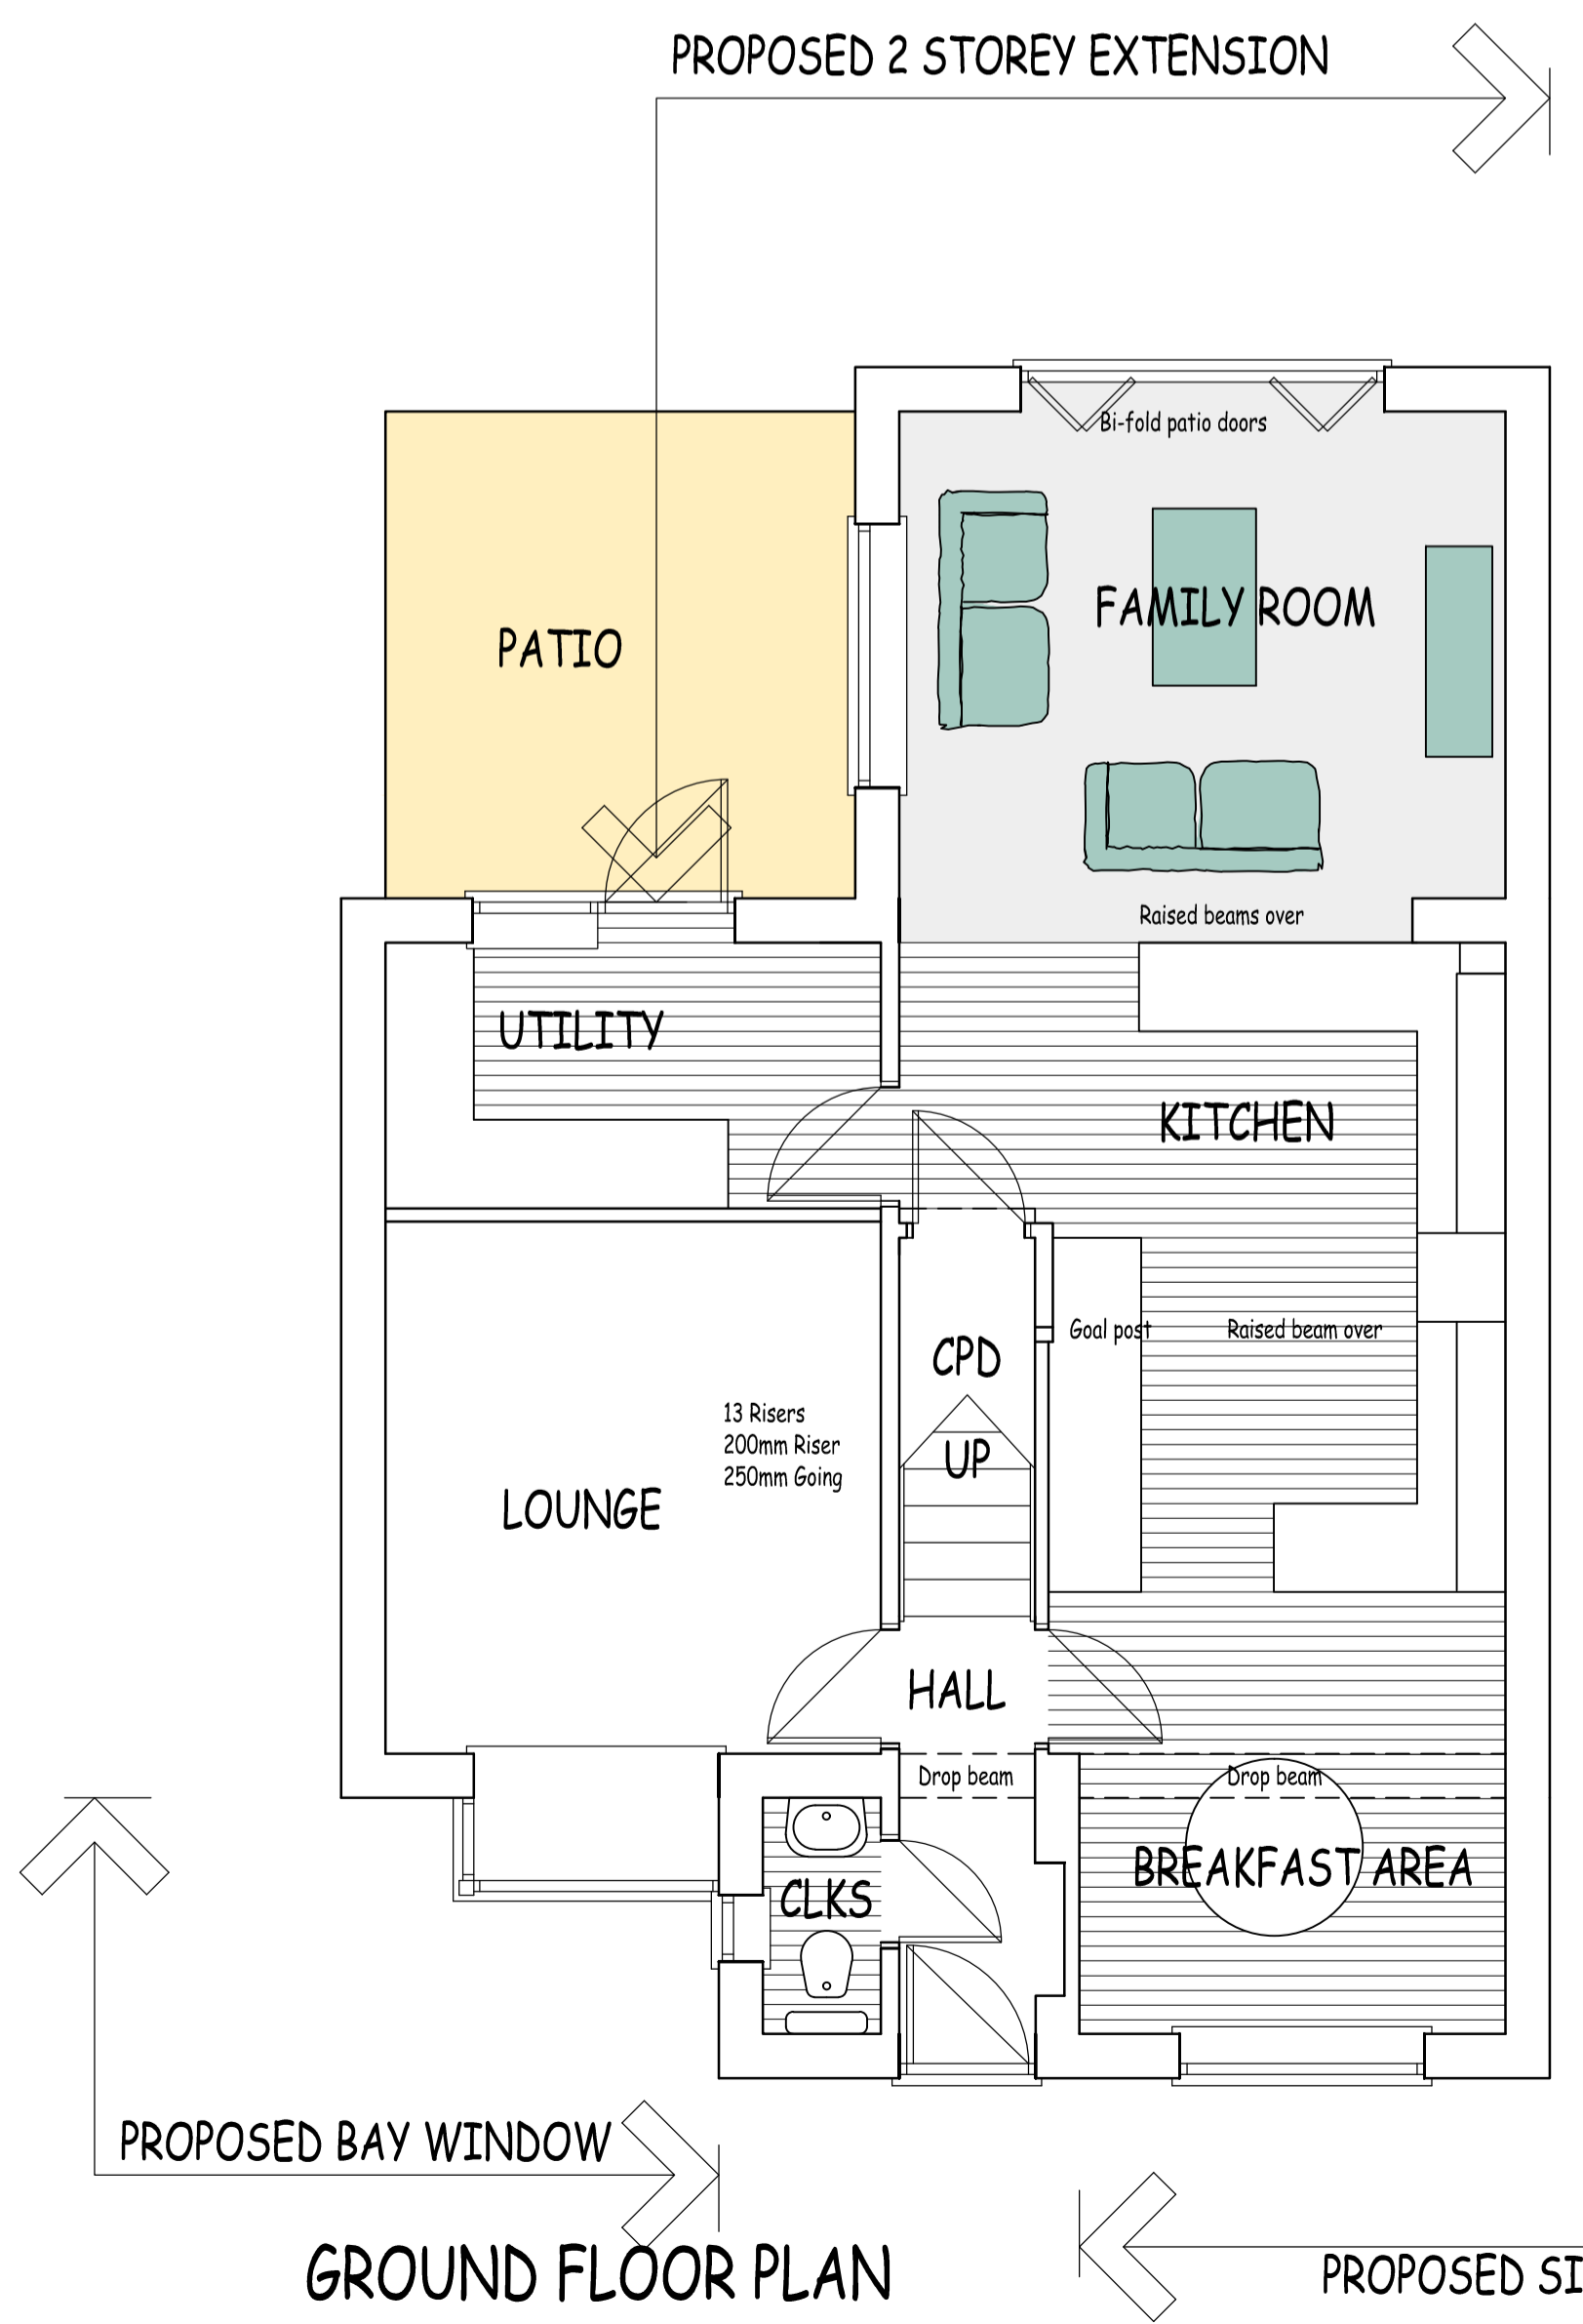 PROPOSED 2 STOREY EXTENSION
Bi-fold patio doors
FAMILY ROOM
PATIO
Raised beams over
UTILITY
KITCHEN
Goal post
Raised beam over
CPD
13 Risers
200mm Riser
250mm Going
UP
LOUNGE
HALL
Drop beam
Drop beam
BREAKFAST AREA
CLKS
PROPOSED BAY WINDOW
GROUND FLOOR PLAN
PROPOSED SI